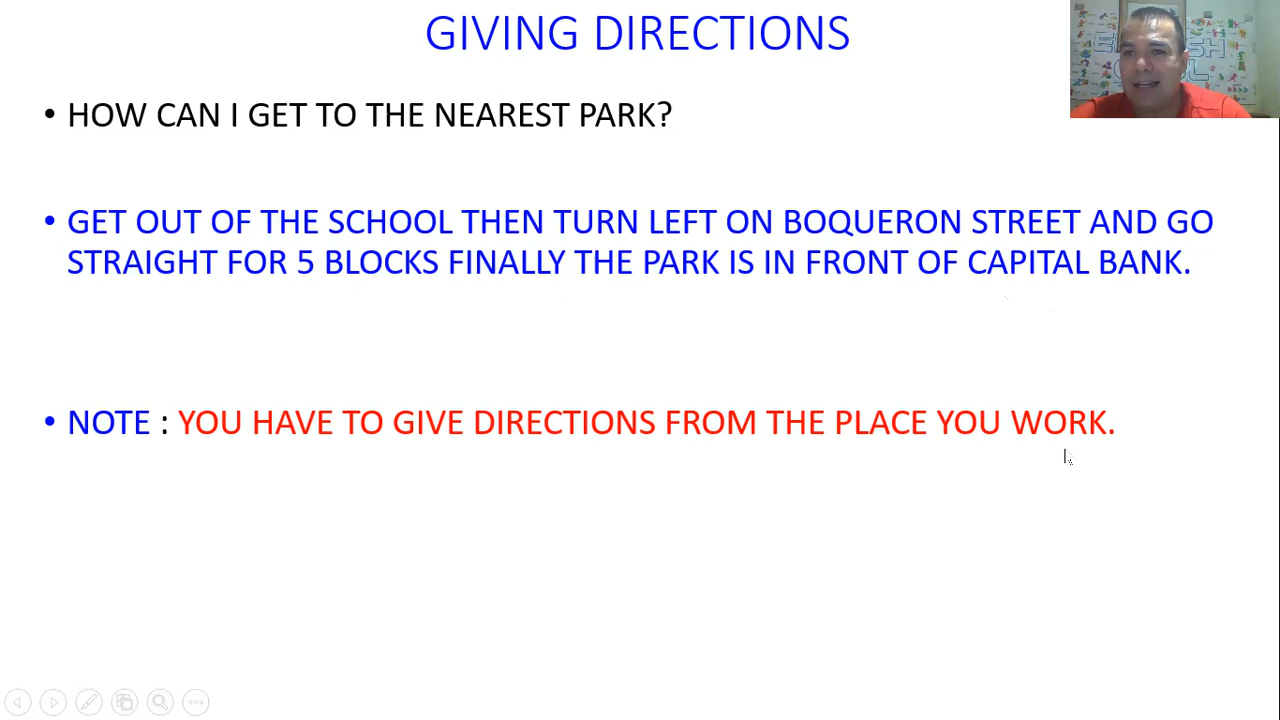 GIVING DIRECTIONS
• HOW CAN I GET TO THE NEAREST PARK?
• GET OUT OF THE SCHOOL THEN TURN LEFT ON BOQUERON STREET AND GO
STRAIGHT FOR 5 BLOCKS FINALLY THE PARK IS IN FRONT OF CAPITAL BANK.
• NOTE : YOU HAVE TO GIVE DIRECTIONS FROM THE PLACE YOU WORK.